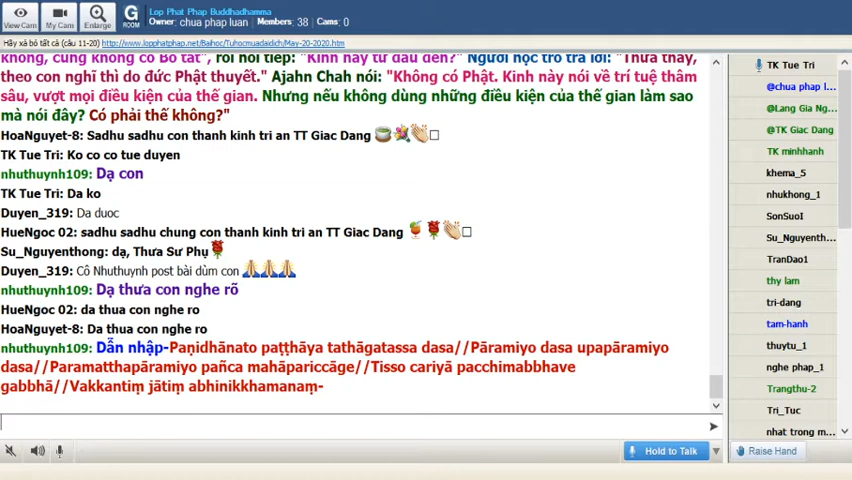 Lop Phat Phap Buddhadhamma
Owner: chua phap luan Members: 38 Cams: 0
View Cam
My Cam
Enlarge
G
ROOM
Hãy xả bỏ tất cả (câu 11-20) http://www.lopphatphap.net/Baihoc/Tuhocmuadaidich/May-20-2020.htm
không, cũng không có Bồ tát", rồi hỏi tiếp: "Kinh này từ đâu đến?" Người học trò trả lời: "Thưa thầy,
theo con nghĩ thì do đức Phật thuyết." Ajahn Chah nói: "Không có Phật. Kinh này nói về trí tuệ thâm
sâu, vượt mọi điều kiện của thế gian. Nhưng nếu không dùng những điều kiện của thế gian làm sao
mà nói đây? Có phải thế không?"
HoaNguyet-8: Sadhu sadhu con thanh kinh tri an TT Giac Dang
TK Tue Tri: Ko co co tue duyen
nhuthuynh109: Dạ con
TK Tue Tri: Da ko
Duyen_319: Da duoc
HueNgoc 02: sadhu sadhu chung con thanh kinh tri an TT Giac Dang
Su_Nguyenthong: dạ, Thưa Sư Phụ
Duyen_319: Cô Nhuthuynh post bài dùm con
nhuthuynh109: Dạ thưa con nghe rõ
HueNgoc 02: da thua con nghe ro
HoaNguyet-8: Da thua con nghe ro
nhuthuynh109: Dẫn nhập-Paṇidhānato paṭṭhāya tathāgatassa dasa//Pāramiyo dasa upapāramiyo
dasa//Paramatthapāramiyo pañca mahāpariccāge//Tisso cariyā pacchimabbhave
gabbhā//Vakkantiṃ jātiṃ abhinikkhamanaṃ-
Hold to Talk
TK Tue Tri
@chua phap l...
@Lang Gia Ng...
@TK Giac Dang
TK minhhanh
khema_5
nhukhong_1
SonSuoI
Su_Nguyenth...
TranDao1
thy lam
tri-dang
tam-hanh
thuytu_1
nghe phap_1
Trangthu-2
Tri_Tuc
nhat trong m...
Raise Hand